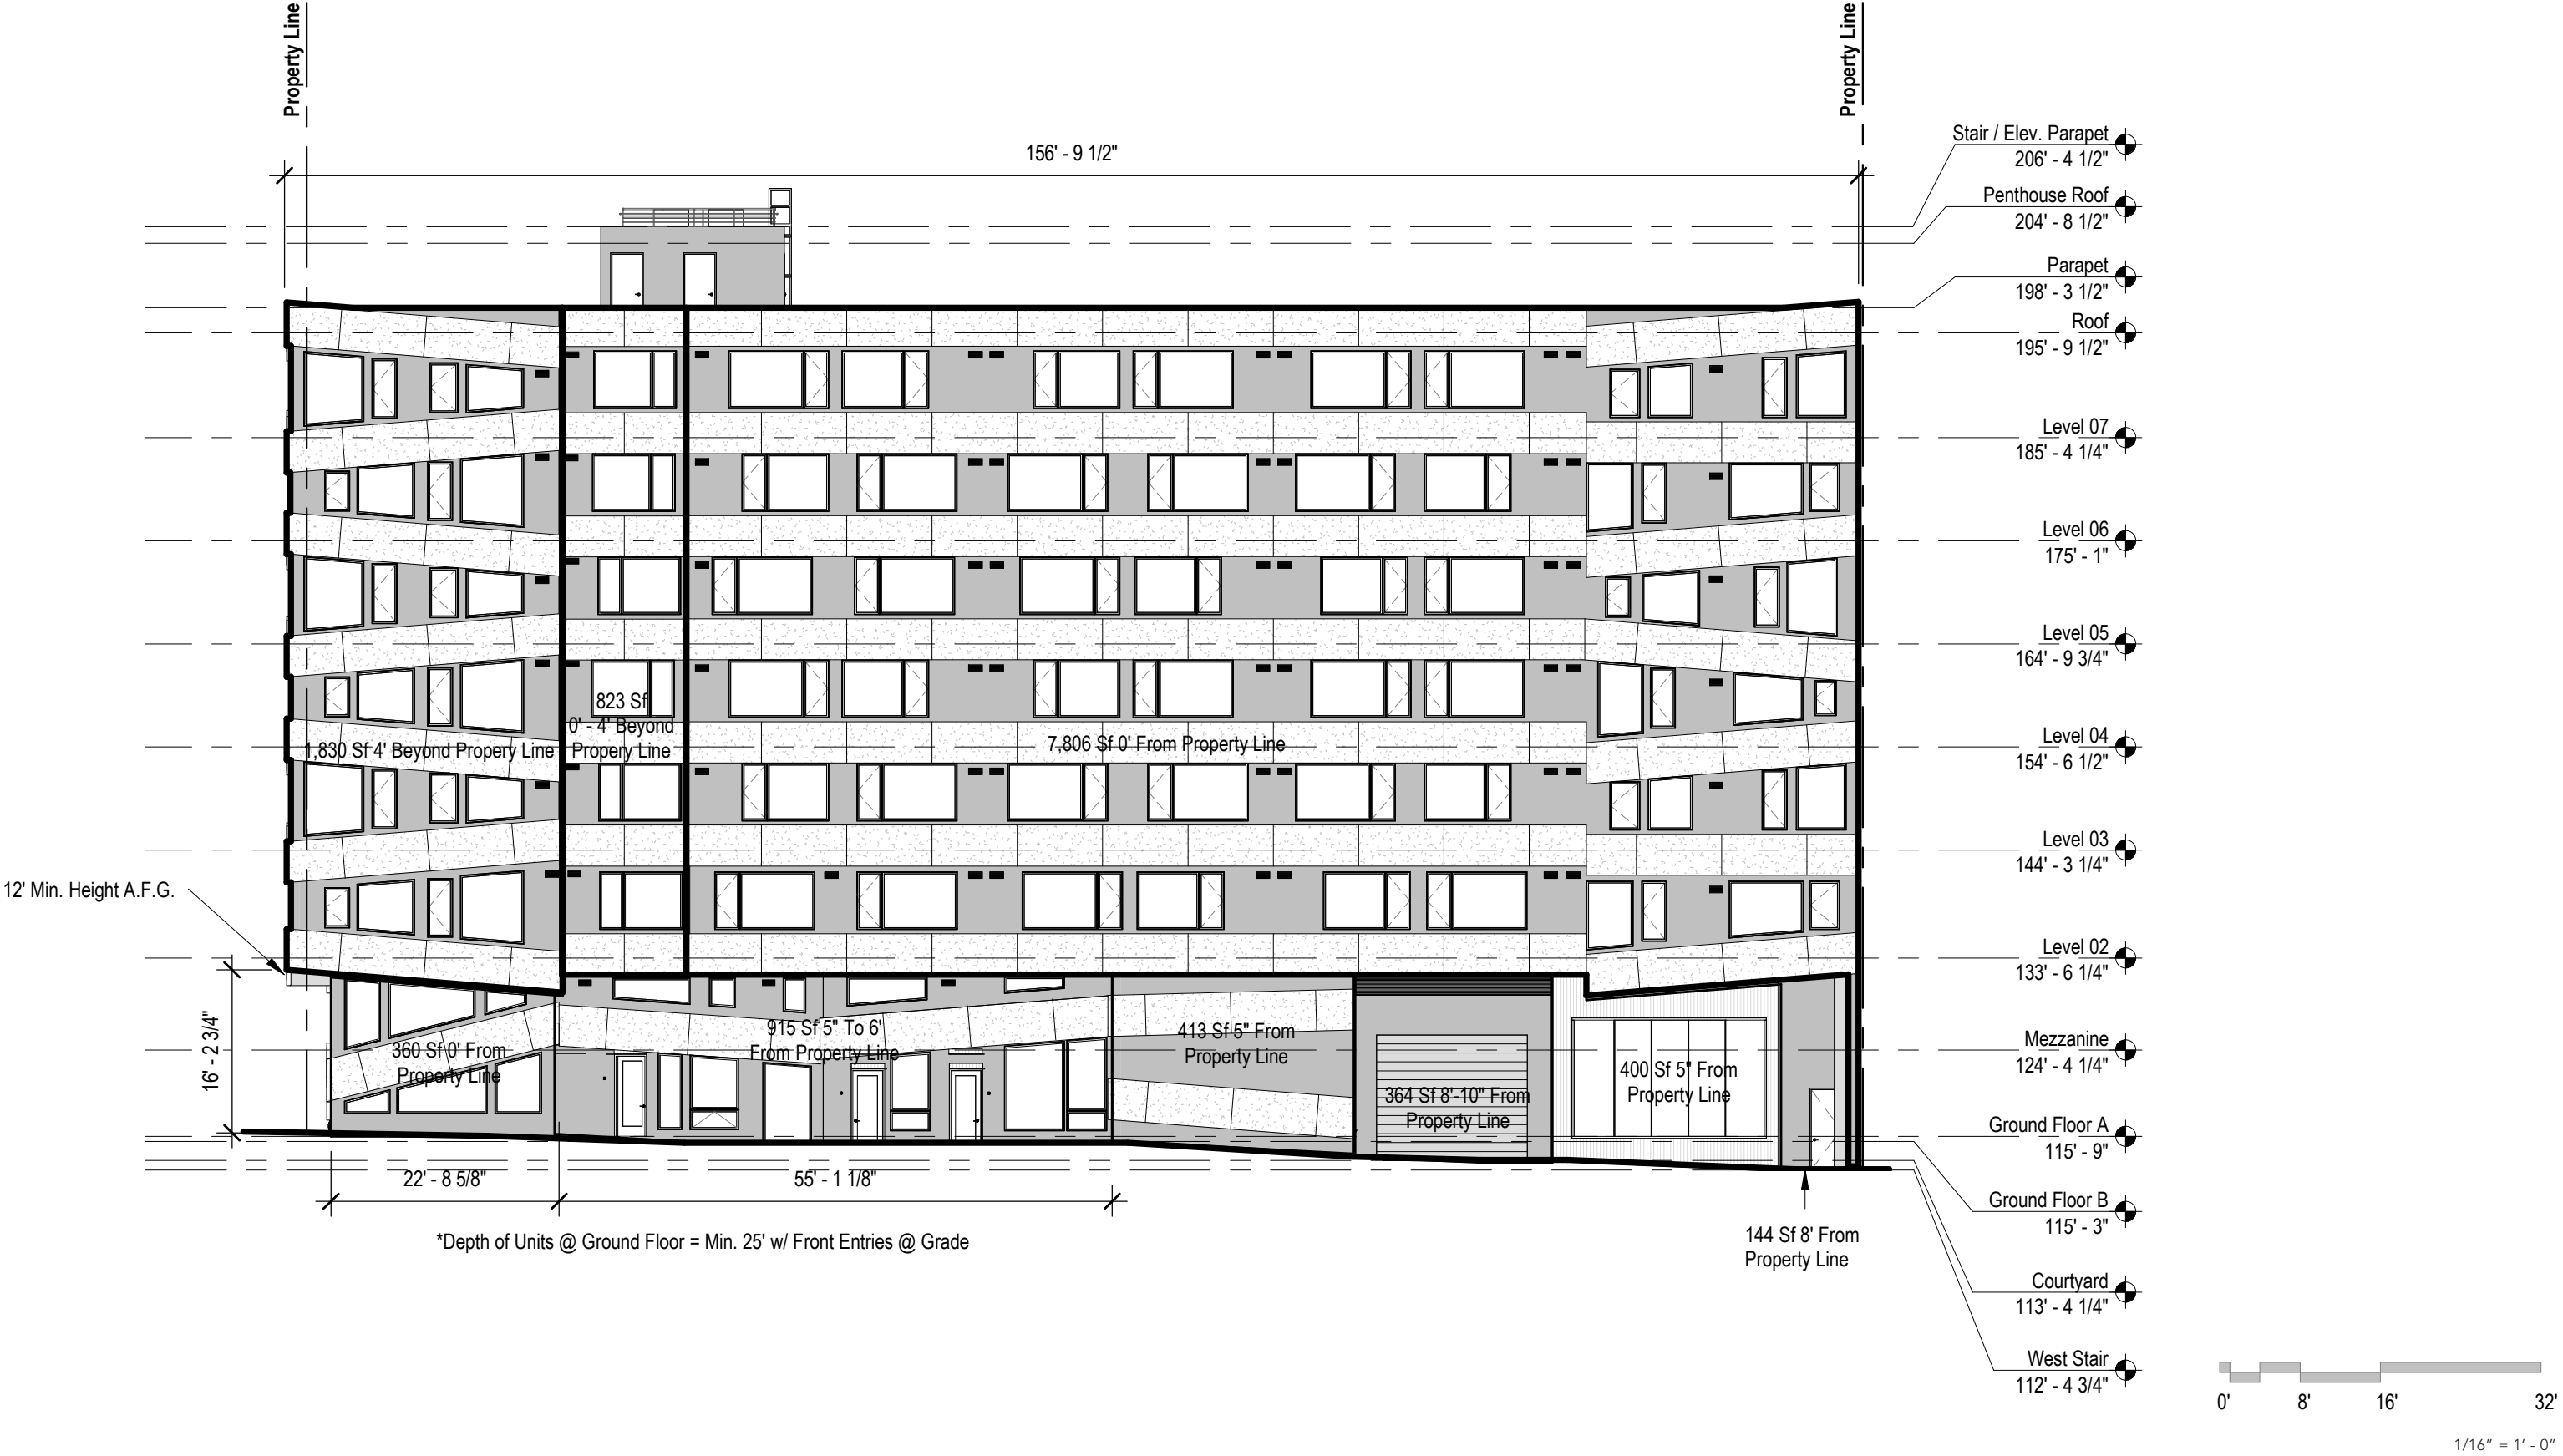 Property Line
Property Line
156' - 9 1/2"
Stair / Elev. Parapet
206' - 4 1/2"
Penthouse Roof
204' - 8 1/2"
Parapet
198' - 3 1/2"
Roof
195' - 9 1/2"
Level 07
185' - 4 1/4"
Level 06
175' - 1"
Level 05
164' - 9 3/4"
823 Sf
0' - 4' Beyond
Propery Line
1,830 Sf 4' Beyond Propery Line
7,806 Sf 0' From Property Line
Level 04
154' - 6 1/2"
Level 03
144' - 3 1/4"
12' Min. Height A.F.G.
Level 02
133' - 6 1/4"
16' - 2 3/4"
360 Sf 0' From
Property Line
915 Sf 5" To 6'
From Property Line
413 Sf 5" From
Property Line
364 Sf 8'-10" From
Property Line
400 Sf 5" From
Property Line
Mezzanine
124' - 4 1/4"
Ground Floor A
115' - 9"
22' - 8 5/8"
55' - 1 1/8"
Ground Floor B
115' - 3"
*Depth of Units @ Ground Floor = Min. 25' w/ Front Entries @ Grade
144 Sf 8' From
Property Line
Courtyard
113' - 4 1/4"
West Stair
112' - 4 3/4"
0' 8' 16' 32'
1/16" = 1' - 0"